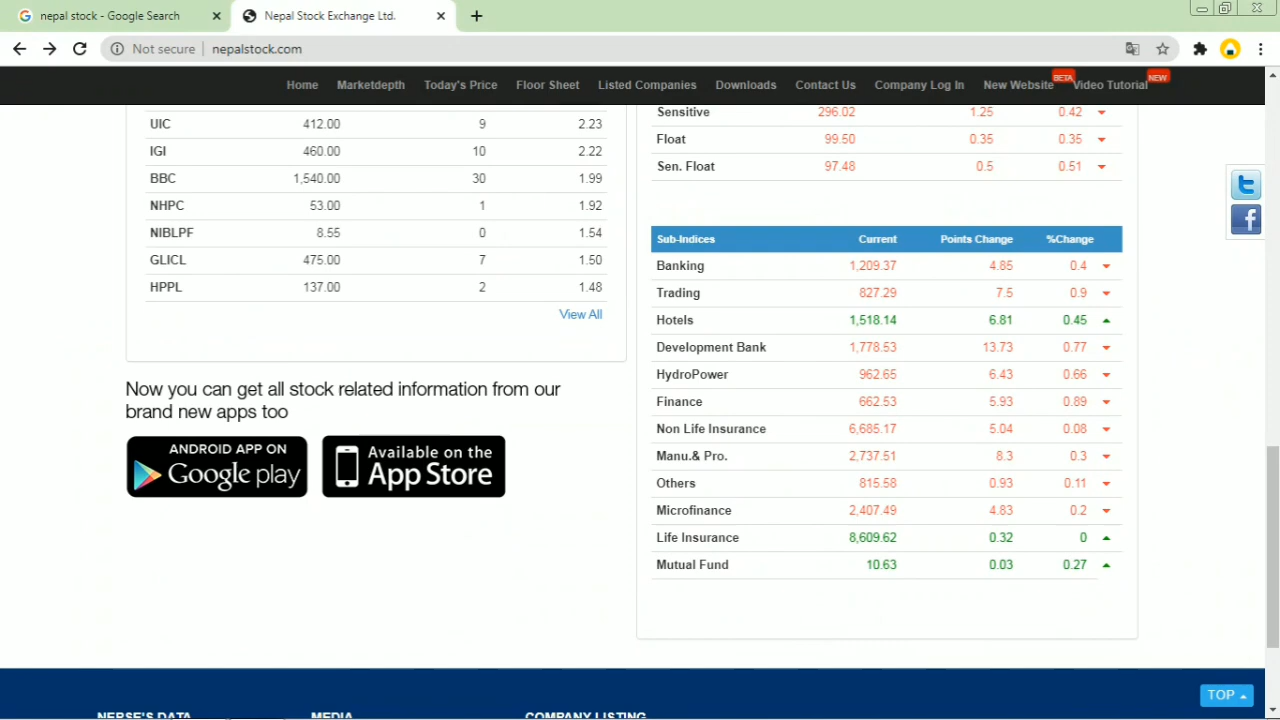 nepal stock - Google Search
Nepal Stock Exchange Ltd.
Not secure
nepalstock.com
Home Marketdepth Today's Price Floor Sheet Listed Companies Downloads Contact Us Company Log In New Website BETA Video Tutorial NEW
UIC 412.00 9 2.23
IGI 460.00 10 2.22
BBC 1,540.00 30 1.99
NHPC 53.00 1 1.92
NIBLPF 8.55 0 1.54
GLICL 475.00 7 1.50
HPPL 137.00 2 1.48
View All
Now you can get all stock related information from our
brand new apps too
ANDROID APP ON
Google play
Available on the
App Store
Sensitive 296.02 1.25 0.42
Float 99.50 0.35 0.35
Sen. Float 97.48 0.5 0.51
Sub-Indices Current Points Change %Change
Banking 1,209.37 4.85 0.4
Trading 827.29 7.5 0.9
Hotels 1,518.14 6.81 0.45
Development Bank 1,778.53 13.73 0.77
HydroPower 962.65 6.43 0.66
Finance 662.53 5.93 0.89
Non Life Insurance 6,685.17 5.04 0.08
Manu.& Pro. 2,737.51 8.3 0.3
Others 815.58 0.93 0.11
Microfinance 2,407.49 4.83 0.2
Life Insurance 8,609.62 0.32 0
Mutual Fund 10.63 0.03 0.27
TOP
NEPSE'S DATA MEDIA COMPANY LISTING